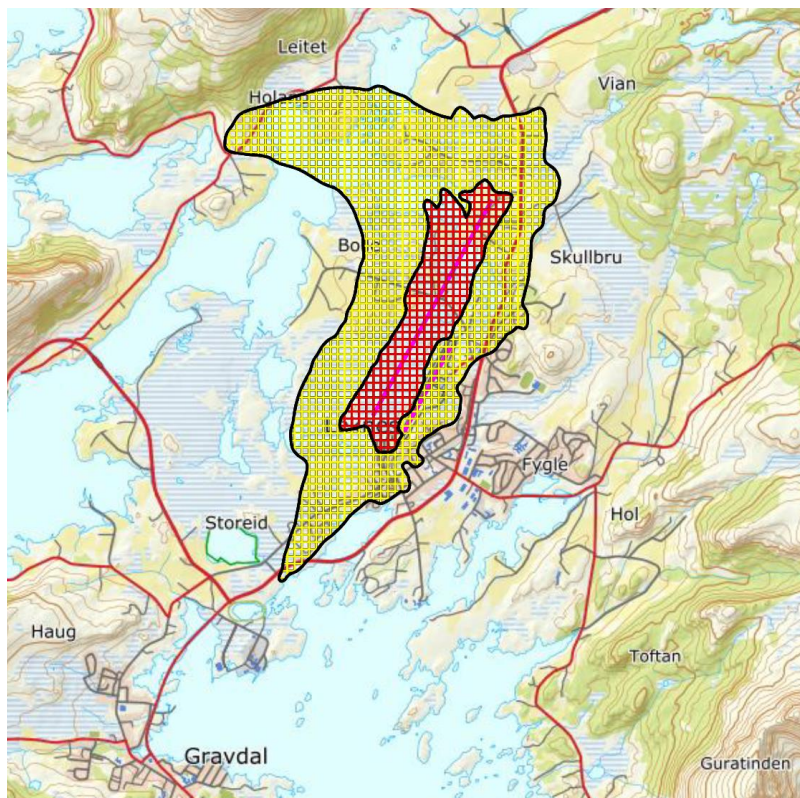 Leitet
Vian
Skullbru
Fygle
Storeid
Hol
Haug
Toftan
Gravdal
Guratinden